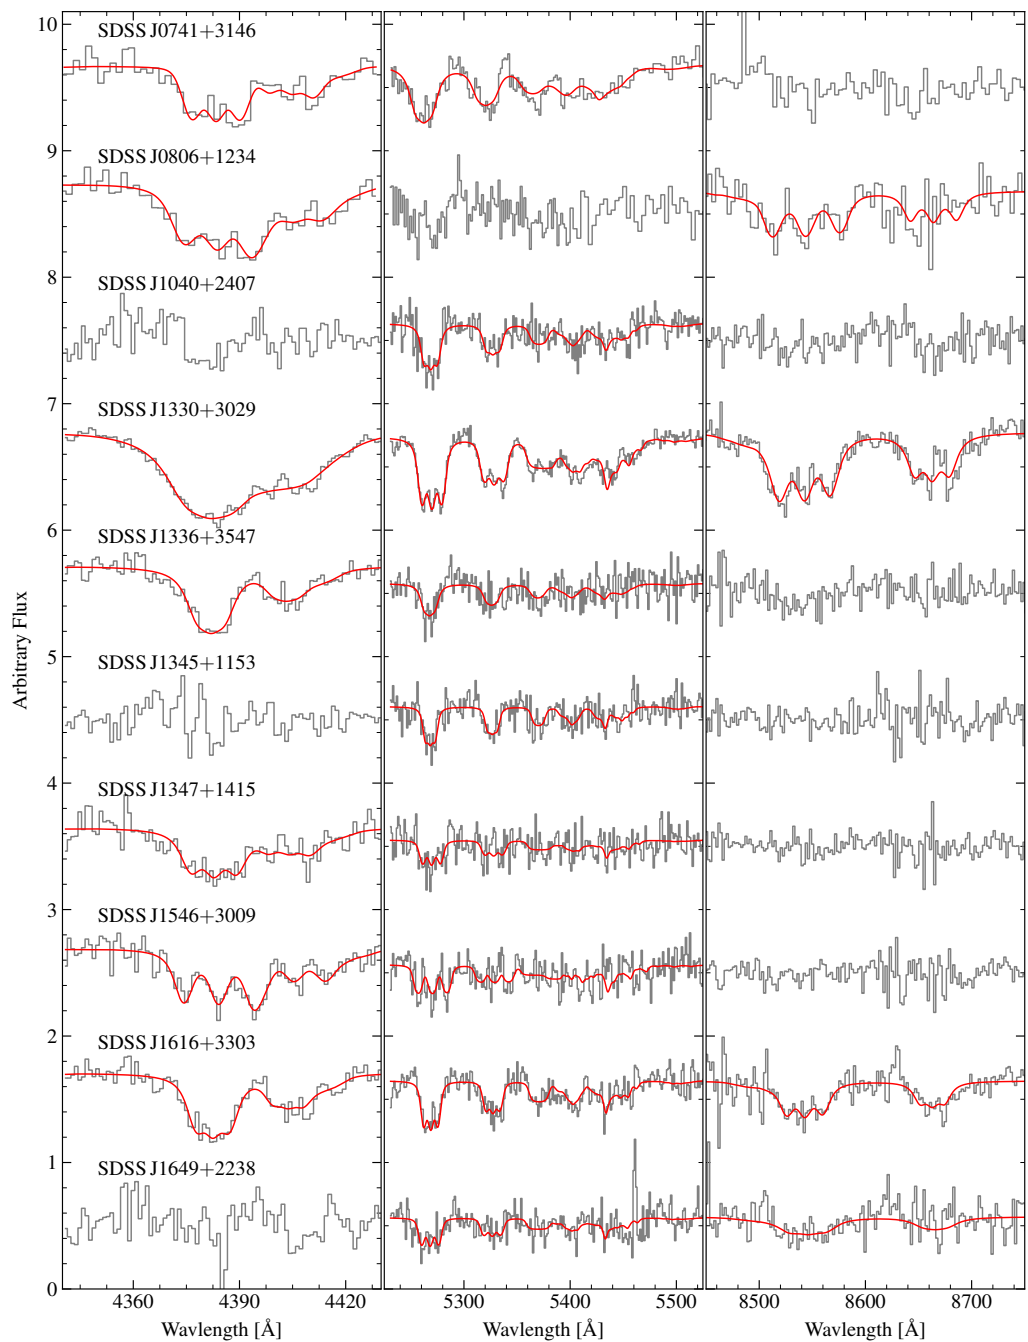 10
SDSS J0741+3146
9
SDSS J0806+1234
8
SDSS J1040+2407
7
SDSS J1330+3029
6
SDSS J1336+3547
Arbitrary Flux
5
SDSS J1345+1153
4
SDSS J1347+1415
3
SDSS J1546+3009
2
SDSS J1616+3303
1
SDSS J1649+2238
0
4360 4390 4420 5300 5400 5500 8500 8600 8700
Wavlength [Å] Wavlength [Å] Wavlength [Å]